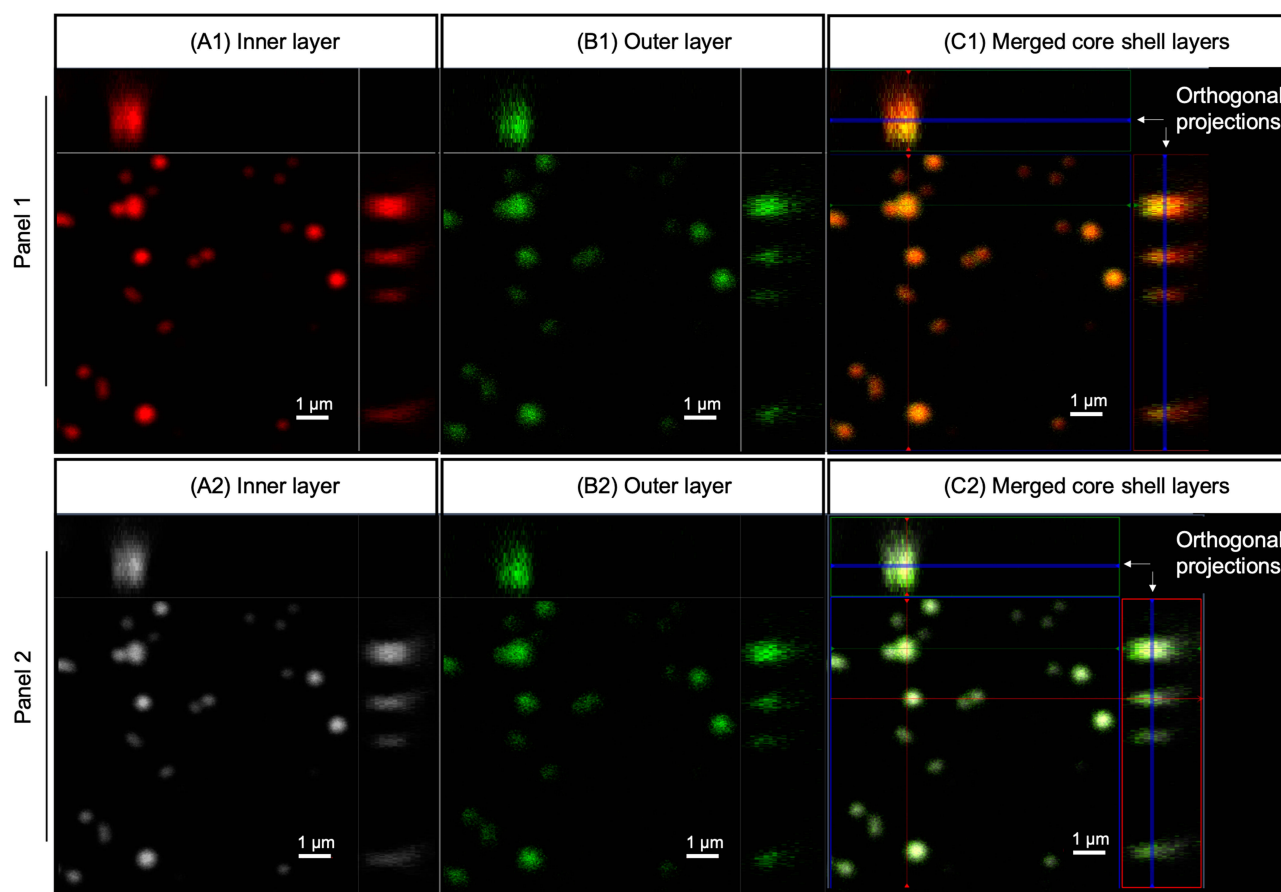 (A1) Inner layer
(B1) Outer layer
(C1) Merged core shell layers
Panel 1
Orthogonal
projections
1 µm
1 µm
1 µm
(A2) Inner layer
(B2) Outer layer
(C2) Merged core shell layers
Panel 2
Orthogonal
projections
1 µm
1 µm
1 µm